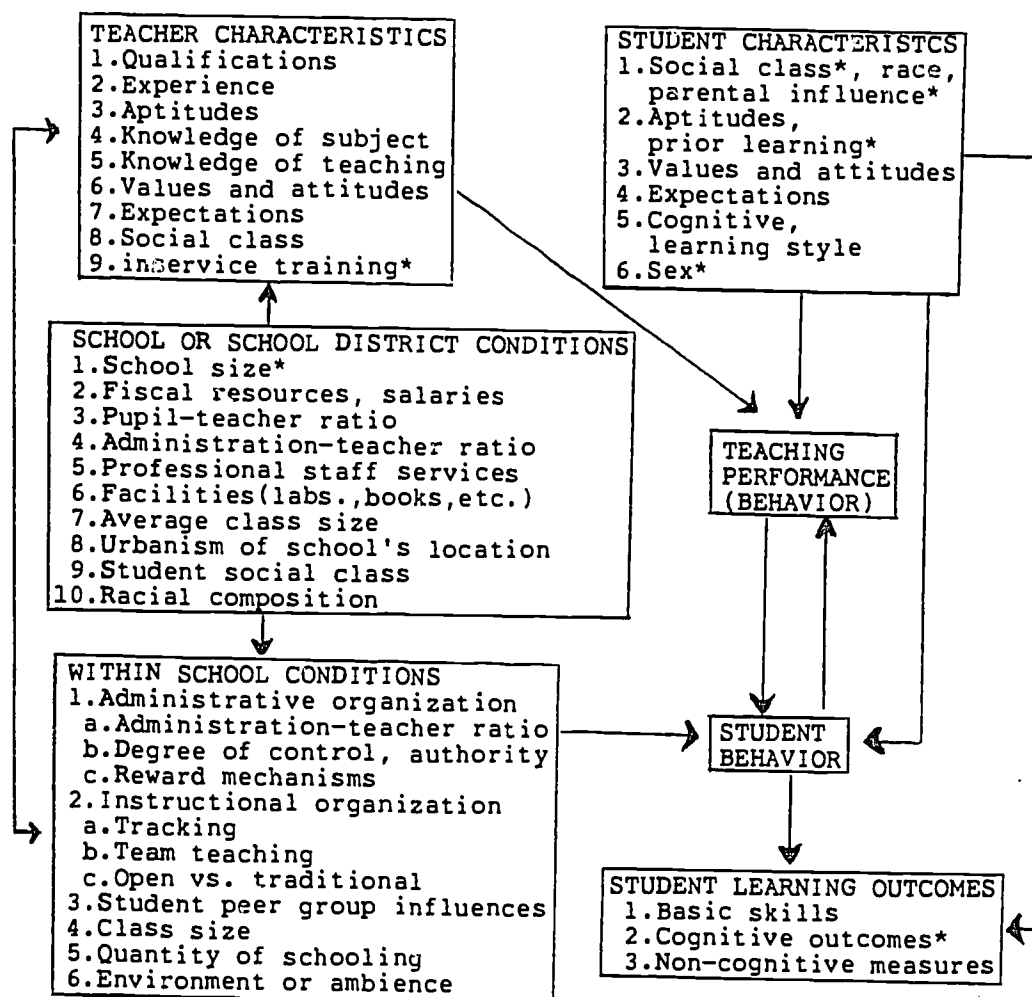 TEACHER CHARACTERISTICS
1.Qualifications
2.Experience
3.Aptitudes
4.Knowledge of subject
5.Knowledge of teaching
6.Values and attitudes
7.Expectations
8.Social class
9.inservice training*
STUDENT CHARACTERISTCS
1.Social class*, race,
parental influence*
2.Aptitudes,
prior learning*
3.Values and attitudes
4.Expectations
5.Cognitive,
learning style
6.Sex*
SCHOOL OR SCHOOL DISTRICT CONDITIONS
1.School size*
2.Fiscal resources, salaries
3.Pupil-teacher ratio
4.Administration-teacher ratio
5.Professional staff services
6.Facilities(labs.,books,etc.)
7.Average class size
8.Urbanism of school's location
9.Student social class
10.Racial composition
TEACHING
PERFORMANCE
(BEHAVIOR)
WITHIN SCHOOL CONDITIONS
1.Administrative organization
a.Administration-teacher ratio
b.Degree of control, authority
c.Reward mechanisms
2.Instructional organization
a.Tracking
b.Team teaching
c.Open vs. traditional
3.Student peer group influences
4.Class size
5.Quantity of schooling
6.Environment or ambience
STUDENT
BEHAVIOR
STUDENT LEARNING OUTCOMES
1.Basic skills
2.Cognitive outcomes*
3.Non-cognitive measures